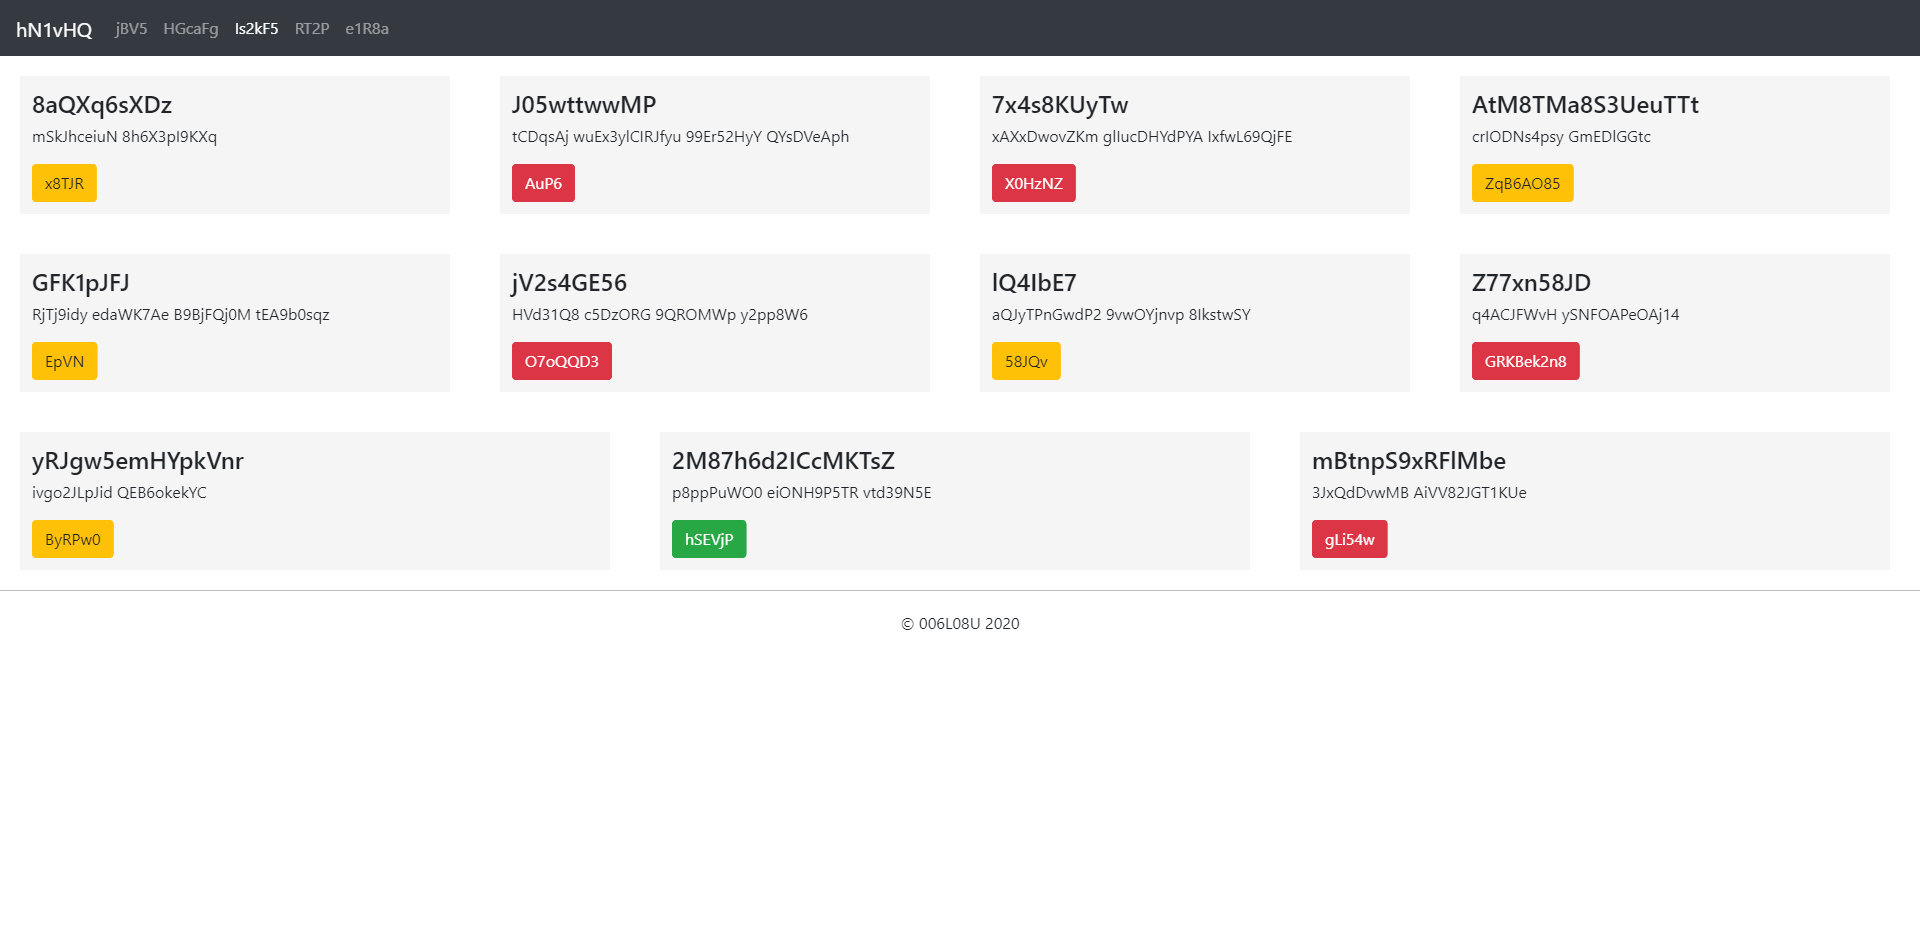 hN1vHQ jBV5 HGcaFg Is2kF5 RT2P e1R8a
8aQXq6sXDz
mSkJhceiuN 8h6X3pI9KXq
x8TJR
J05wttwwMP
tCDqsAj wuEx3ylCIRJfyu 99Er52HyY QYsDVeAph
AuP6
7x4s8KUyTw
xAXxDwovZKm glIucDHYdPYA IxfwL69QjFE
X0HzNZ
AtM8TMa8S3UeuTTt
crIODNs4psy GmEDlGGtc
ZqB6AO85
GFK1pJFJ
RjTj9idy edaWK7Ae B9BjFQj0M tEA9b0sqz
EpVN
jV2s4GE56
HVd31Q8 c5DzORG 9QROMWp y2pp8W6
O7oQQD3
lQ4IbE7
aQJyTPnGwdP2 9vwOYjnvp 8IkstwSY
58JQv
Z77xn58JD
q4ACJFWvH ySNFOAPeOAj14
GRKBek2n8
yRJgw5emHYpkVnr
ivgo2JLpJid QEB6okekYC
ByRPw0
2M87h6d2ICcMKTsZ
p8ppPuWO0 eiONH9P5TR vtd39N5E
hSEVjP
mBtnpS9xRFlMbe
3JxQdDvwMB AiVV82JGT1KUe
gLi54w
© 006L08U 2020